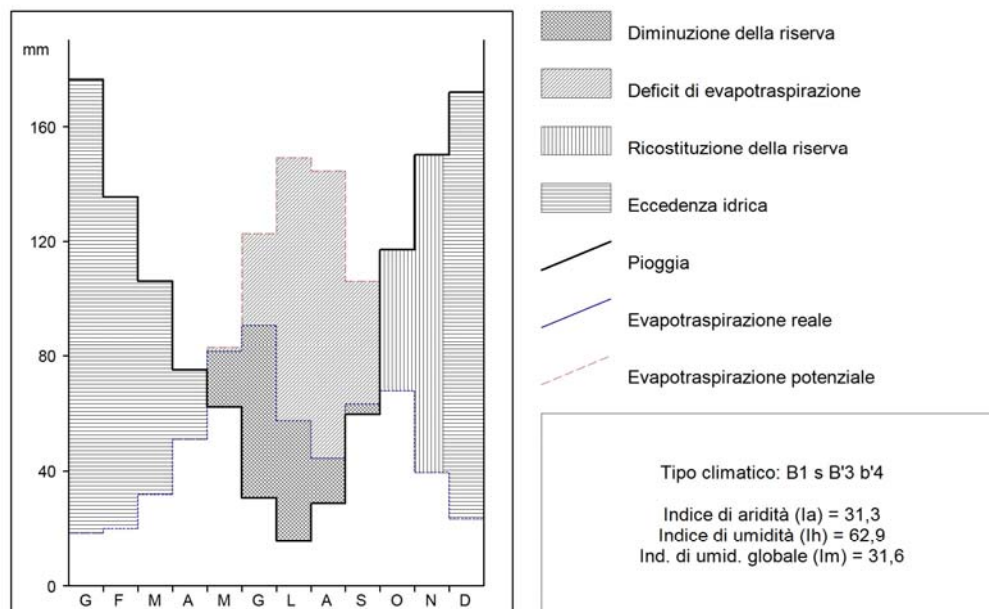 mm
160
120
80
40
0
G F M A M G L A S O N D
Diminuzione della riserva
Deficit di evapotraspirazione
Ricostituzione della riserva
Eccedenza idrica
Pioggia
Evapotraspirazione reale
Evapotraspirazione potenziale
Tipo climatico: B1 s B'3 b'4
Indice di aridità (Ia) = 31,3
Indice di umidità (Ih) = 62,9
Ind. di umid. globale (Im) = 31,6